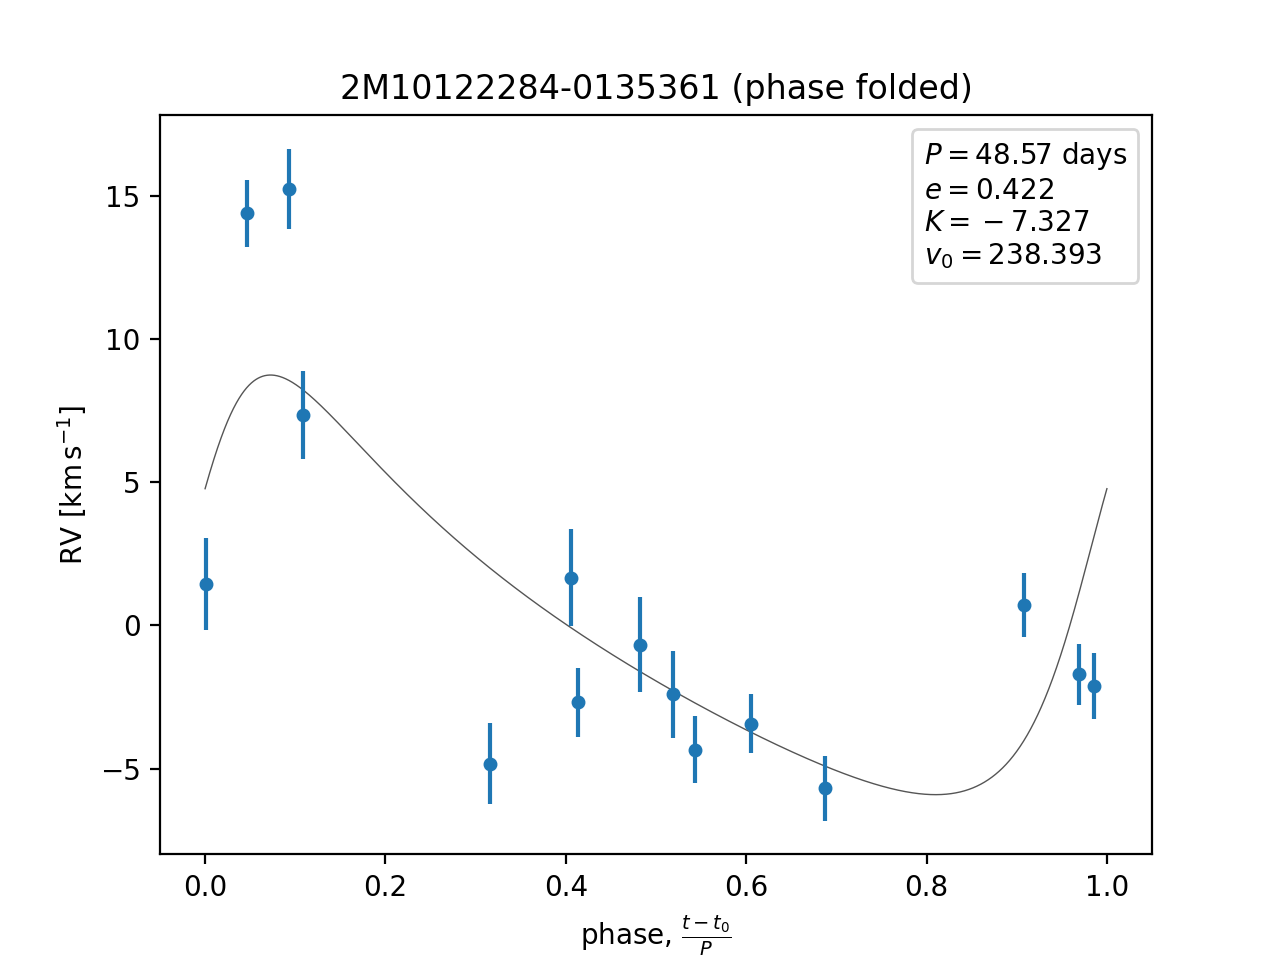 2M10122284-0135361 (phase folded)
P = 48.57 days
e = 0.422
K = −7.327
v₀ = 238.393
RV [km s⁻¹]
15
10
5
0
−5
0.0 0.2 0.4 0.6 0.8 1.0
phase, (t − t₀)/P